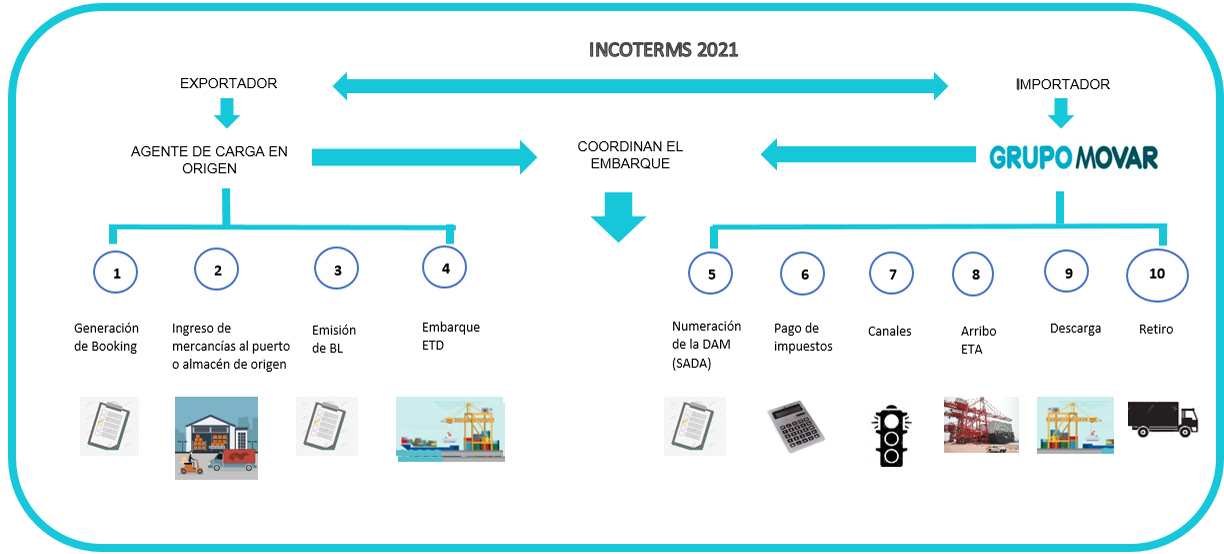 INCOTERMS 2021
EXPORTADOR
IMPORTADOR
AGENTE DE CARGA EN
ORIGEN
COORDINAN EL
EMBARQUE
GRUPO MOVAR
1
2
3
4
5
6
7
8
9
10
Generación
de Booking
Ingreso de
mercancías al puerto
o almacén de origen
Emisión
de BL
Embarque
ETD
Numeración
de la DAM
(SADA)
Pago de
impuestos
Canales
Arribo
ETA
Descarga
Retiro